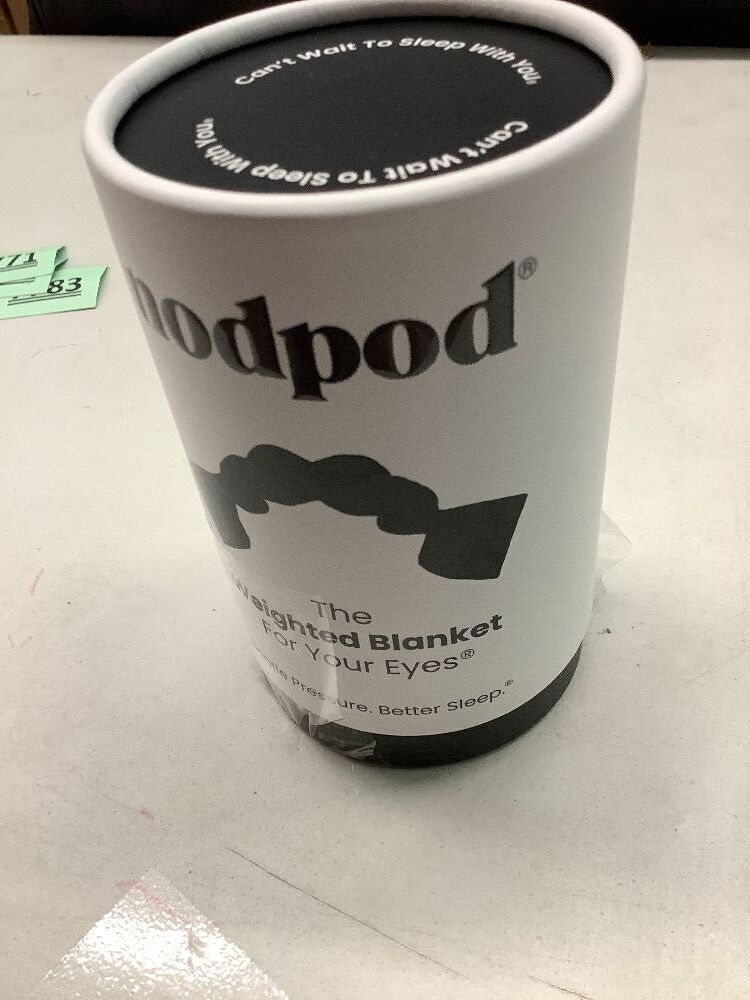 Can't Wait To Sleep With You,
Can't Wait To Sleep With You,
nodpod®
The
Weighted Blanket
For Your Eyes®
Pressure. Better Sleep.®
71
83